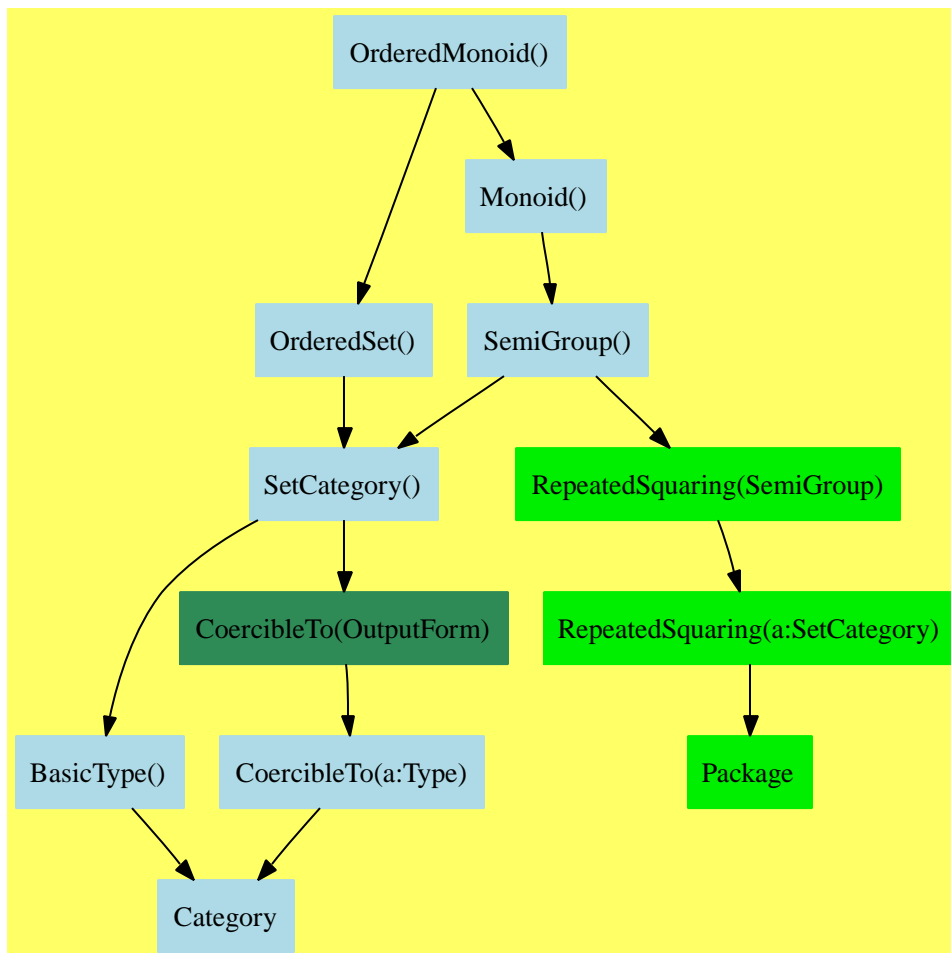 OrderedMonoid()
Monoid()
OrderedSet()
SemiGroup()
SetCategory()
RepeatedSquaring(SemiGroup)
CoercibleTo(OutputForm)
RepeatedSquaring(a:SetCategory)
BasicType()
CoercibleTo(a:Type)
Package
Category